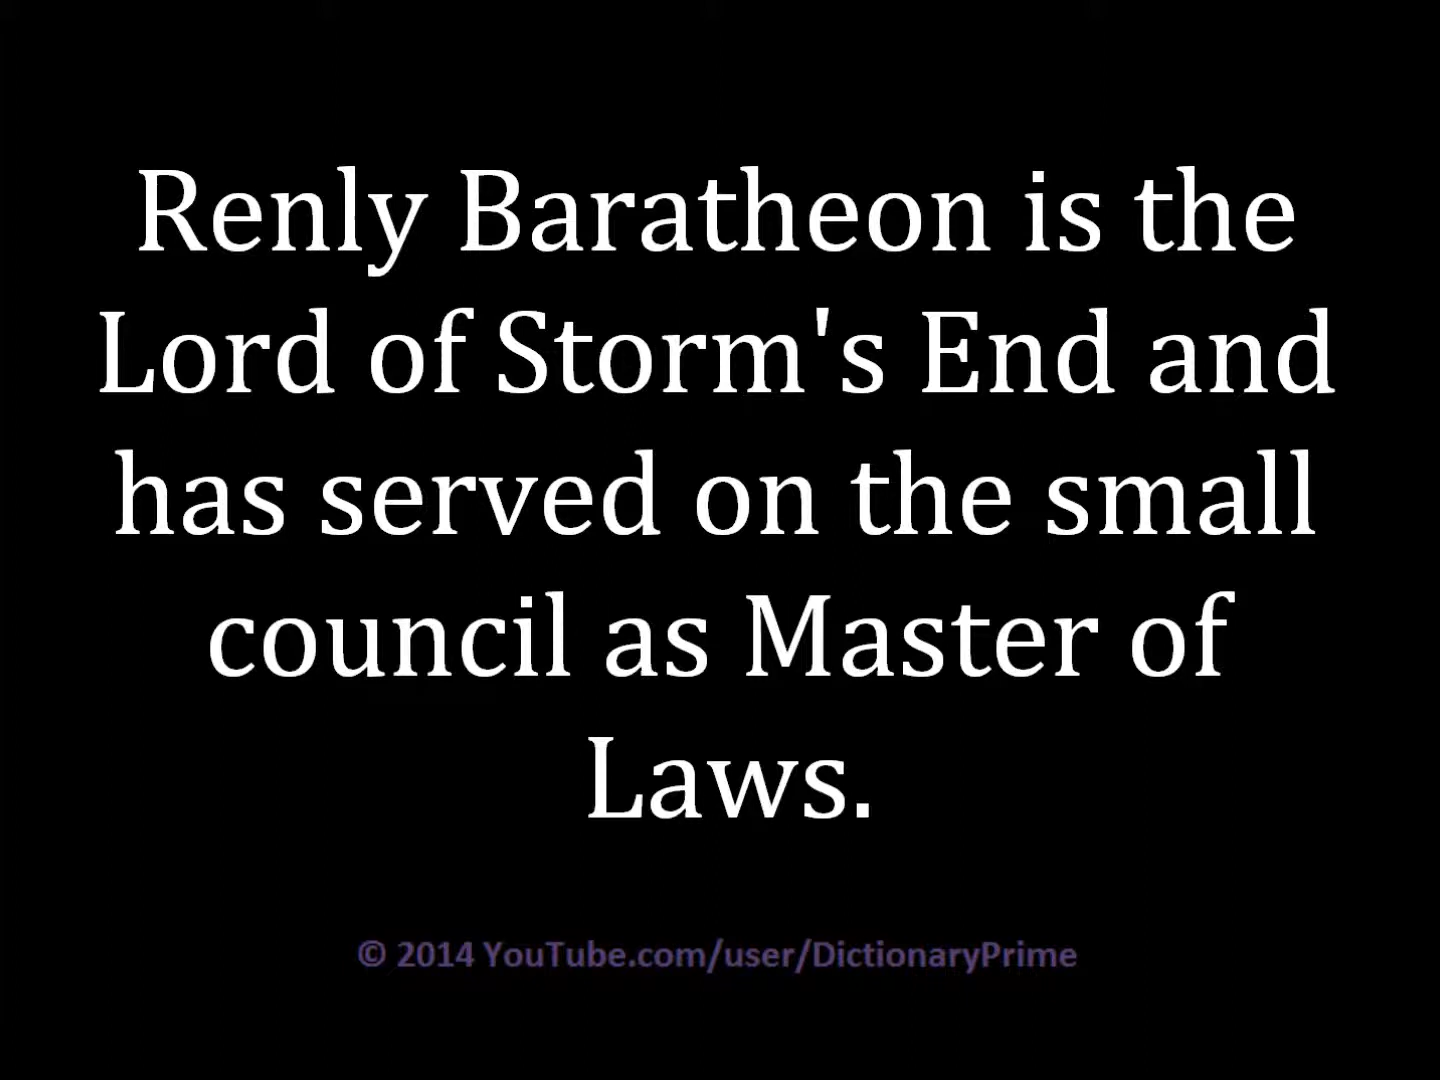 Renly Baratheon is the
Lord of Storm's End and
has served on the small
council as Master of
Laws.
© 2014 YouTube.com/user/DictionaryPrime